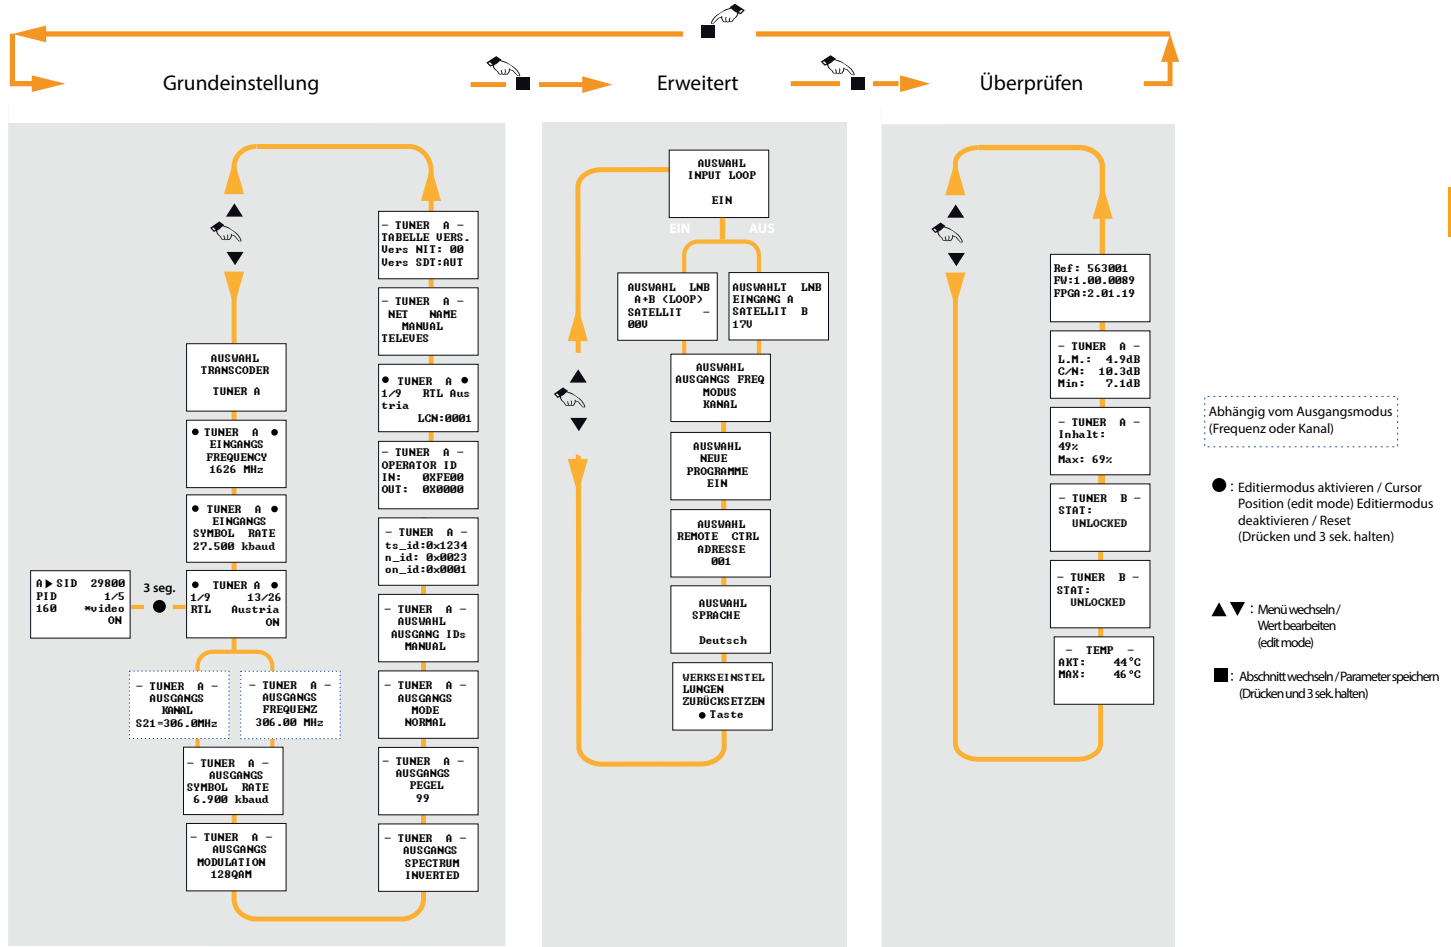 Grundeinstellung
Erweitert
Überprüfen
AUSWAHL
TRANSCODER
TUNER A
● TUNER A ●
EINGANGS
FREQUENCY
1626 MHz
● TUNER A ●
EINGANGS
SYMBOL RATE
27.500 kbaud
A▶SID 29800
PID 1/5
160 *video
ON
3 seg.
● TUNER A ●
1/9 13/26
RTL Austria
ON
- TUNER A -
AUSGANGS
KANAL
S21=306.0MHz
- TUNER A -
AUSGANGS
FREQUENZ
306.00 MHz
- TUNER A -
AUSGANGS
SYMBOL RATE
6.900 kbaud
- TUNER A -
AUSGANGS
MODULATION
128QAM
- TUNER A -
TABELLE VERS.
Vers NIT: 00
Vers SDT:AUT
- TUNER A -
NET NAME
MANUAL
TELEVES
● TUNER A ●
1/9 RTL Aus
tria
LCN:0001
- TUNER A -
OPERATOR ID
IN: 0XFE00
OUT: 0X0000
- TUNER A -
ts_id:0x1234
n_id: 0x0023
on_id:0x0001
- TUNER A -
AUSWAHL
AUSGANG IDs
MANUAL
- TUNER A -
AUSGANGS
MODE
NORMAL
- TUNER A -
AUSGANGS
PEGEL
99
- TUNER A -
AUSGANGS
SPECTRUM
INVERTED
AUSWAHL
INPUT LOOP
EIN
EIN AUS
AUSWAHL LNB
A+B (LOOP)
SATELLIT -
00V
AUSWAHLT LNB
EINGANG A
SATELLIT B
17V
AUSWAHL
AUSGANGS FREQ
MODUS
KANAL
AUSWAHL
NEUE
PROGRAMME
EIN
AUSWAHL
REMOTE CTRL
ADRESSE
001
AUSWAHL
SPRACHE
Deutsch
WERKSEINSTEL
LUNGEN
ZURÜCKSETZEN
● Taste
Ref: 563001
FW:1.00.0089
FPGA:2.01.19
- TUNER A -
L.M.: 4.9dB
C/N: 10.3dB
Min: 7.1dB
- TUNER A -
Inhalt:
49%
Max: 69%
- TUNER B -
STAT:
UNLOCKED
- TUNER B -
STAT:
UNLOCKED
- TEMP -
AKT: 44°C
MAX: 46°C
Abhängig vom Ausgangsmodus
(Frequenz oder Kanal)
● : Editiermodus aktivieren / Cursor
Position (edit mode) Editiermodus
deaktivieren / Reset
(Drücken und 3 sek. halten)
▲ ▼ : Menü wechseln /
Wert bearbeiten
(edit mode)
■ : Abschnitt wechseln / Parameter speichern
(Drücken und 3 sek. halten)